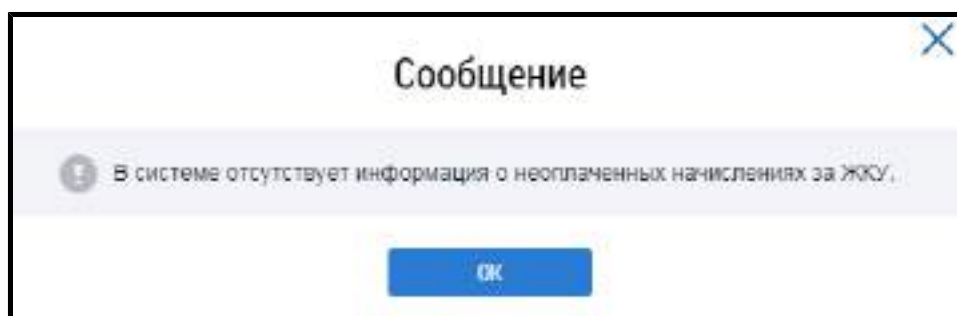 Сообщение
В системе отсутствует информация о неоплаченных начислениях за ЖКУ.
ОК